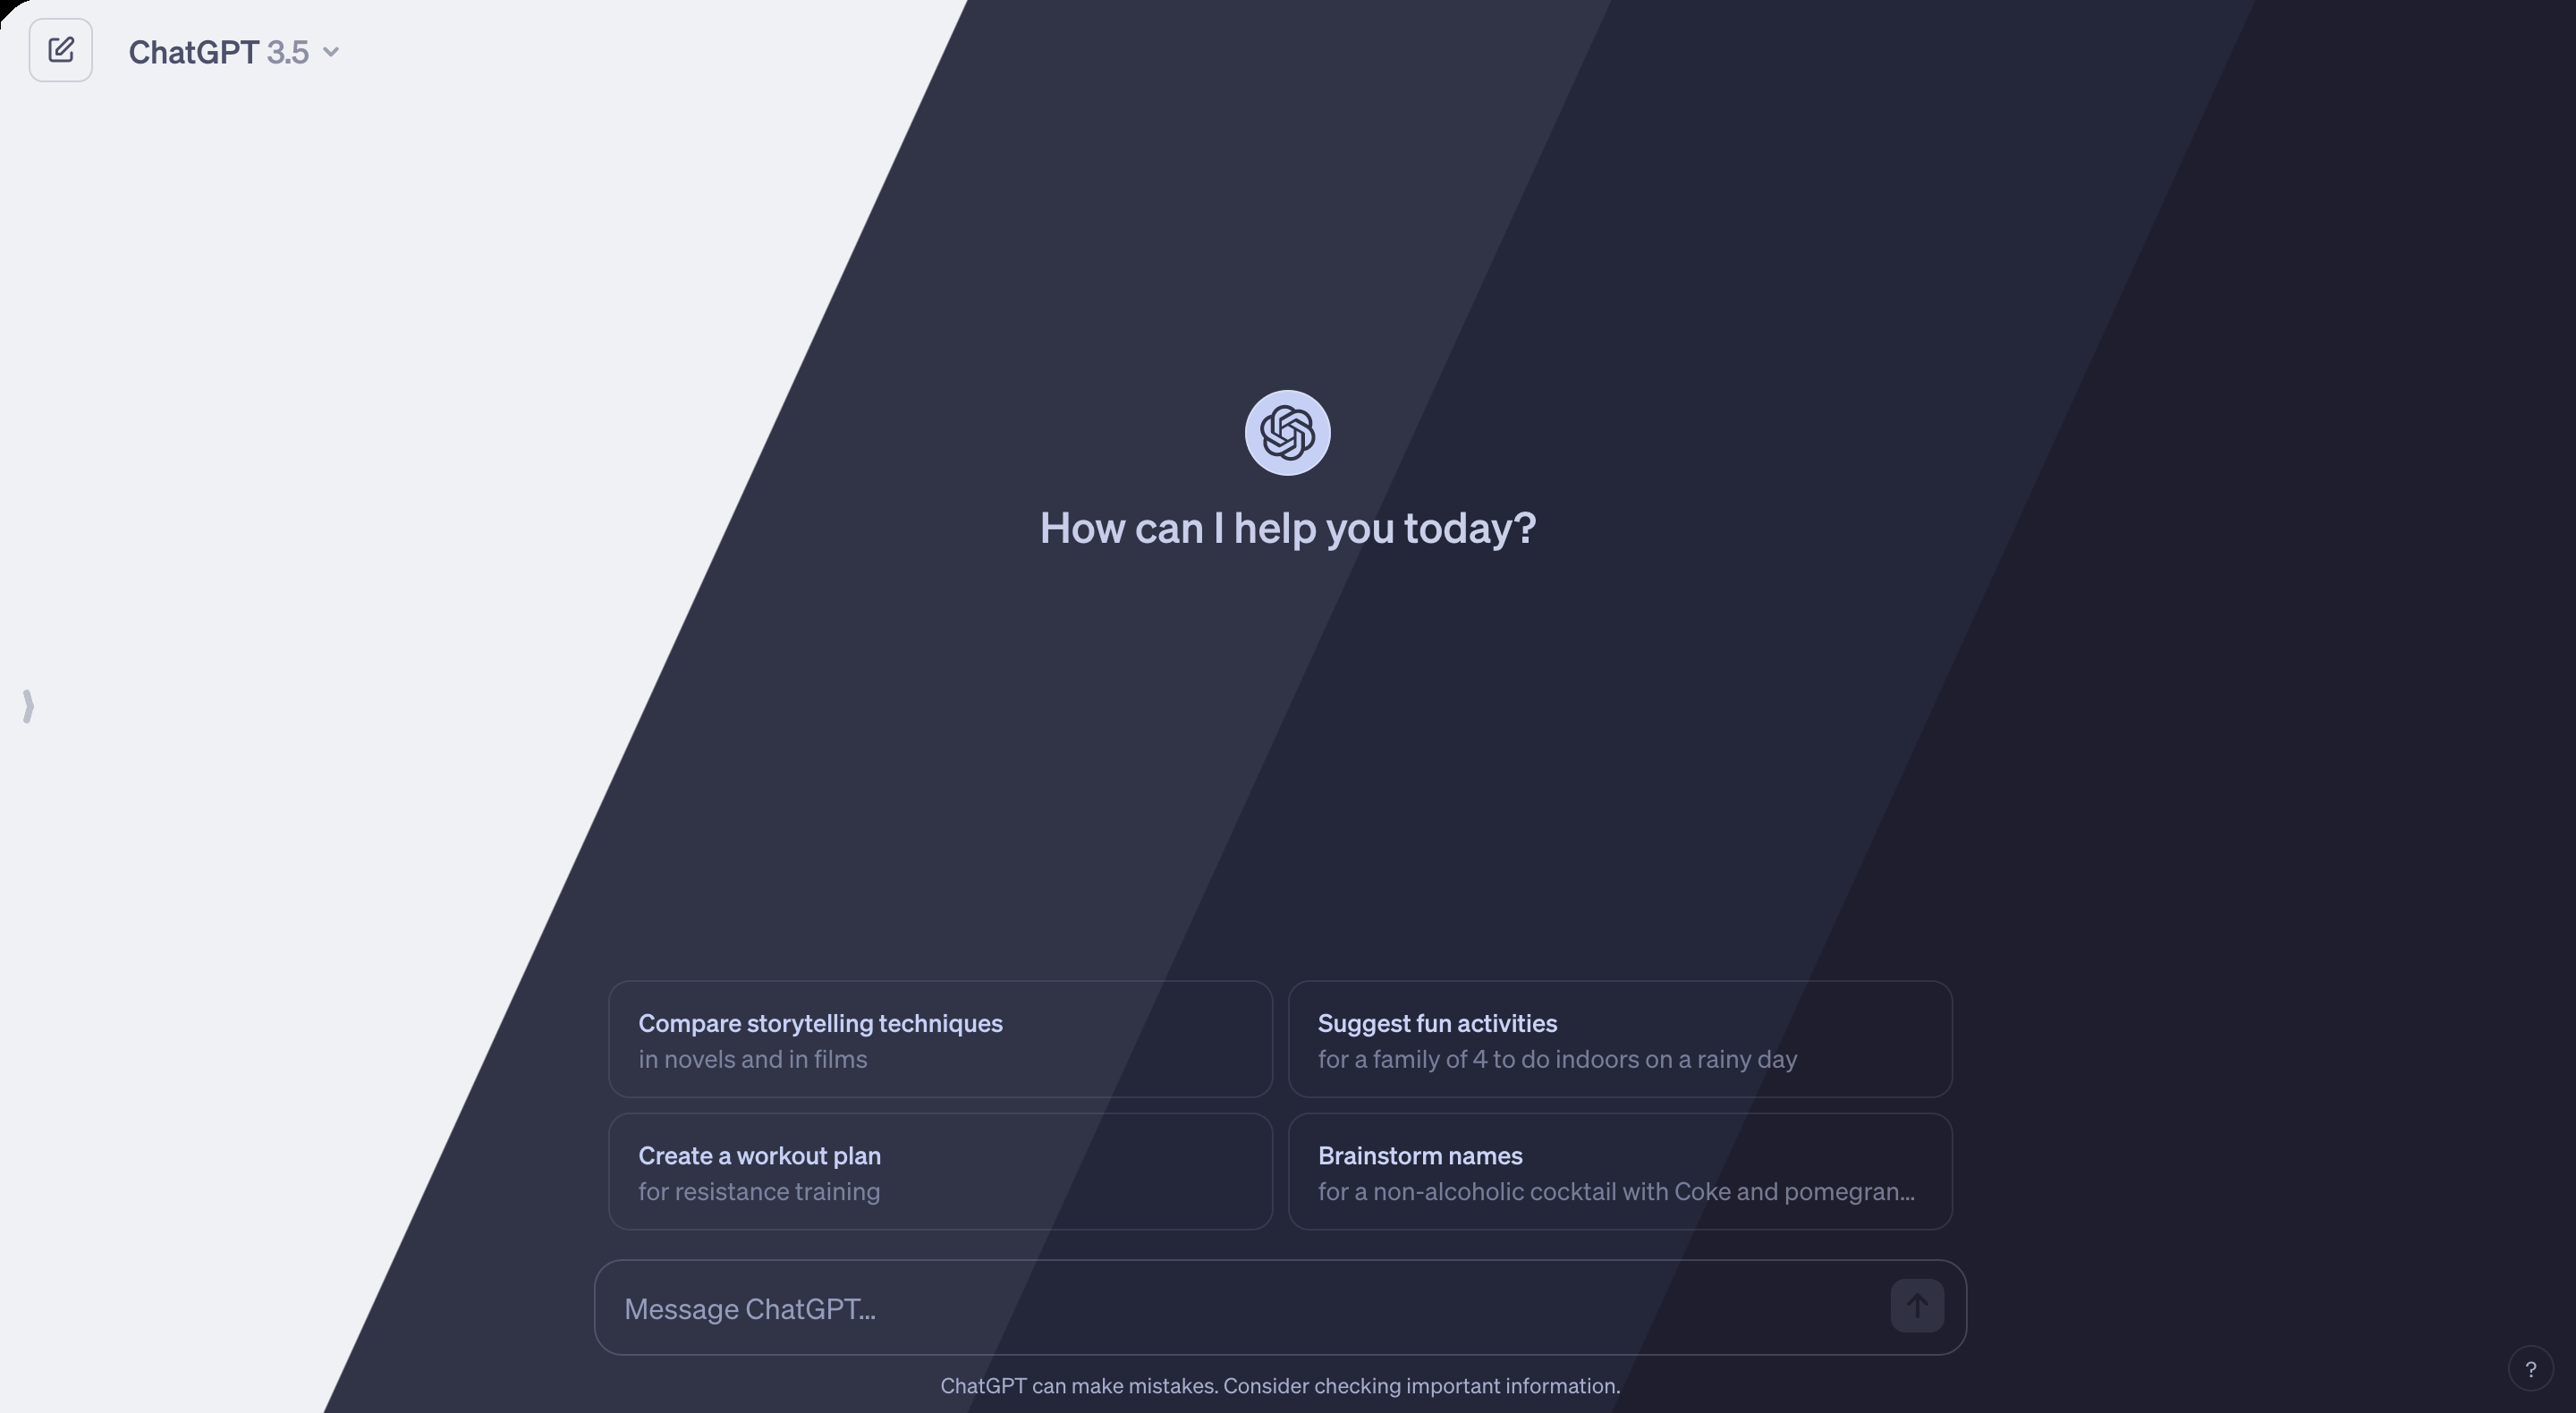 ChatGPT 3.5
How can I help you today?
Compare storytelling techniques
in novels and in films
Suggest fun activities
for a family of 4 to do indoors on a rainy day
Create a workout plan
for resistance training
Brainstorm names
for a non-alcoholic cocktail with Coke and pomegran...
Message ChatGPT...
ChatGPT can make mistakes. Consider checking important information.
?